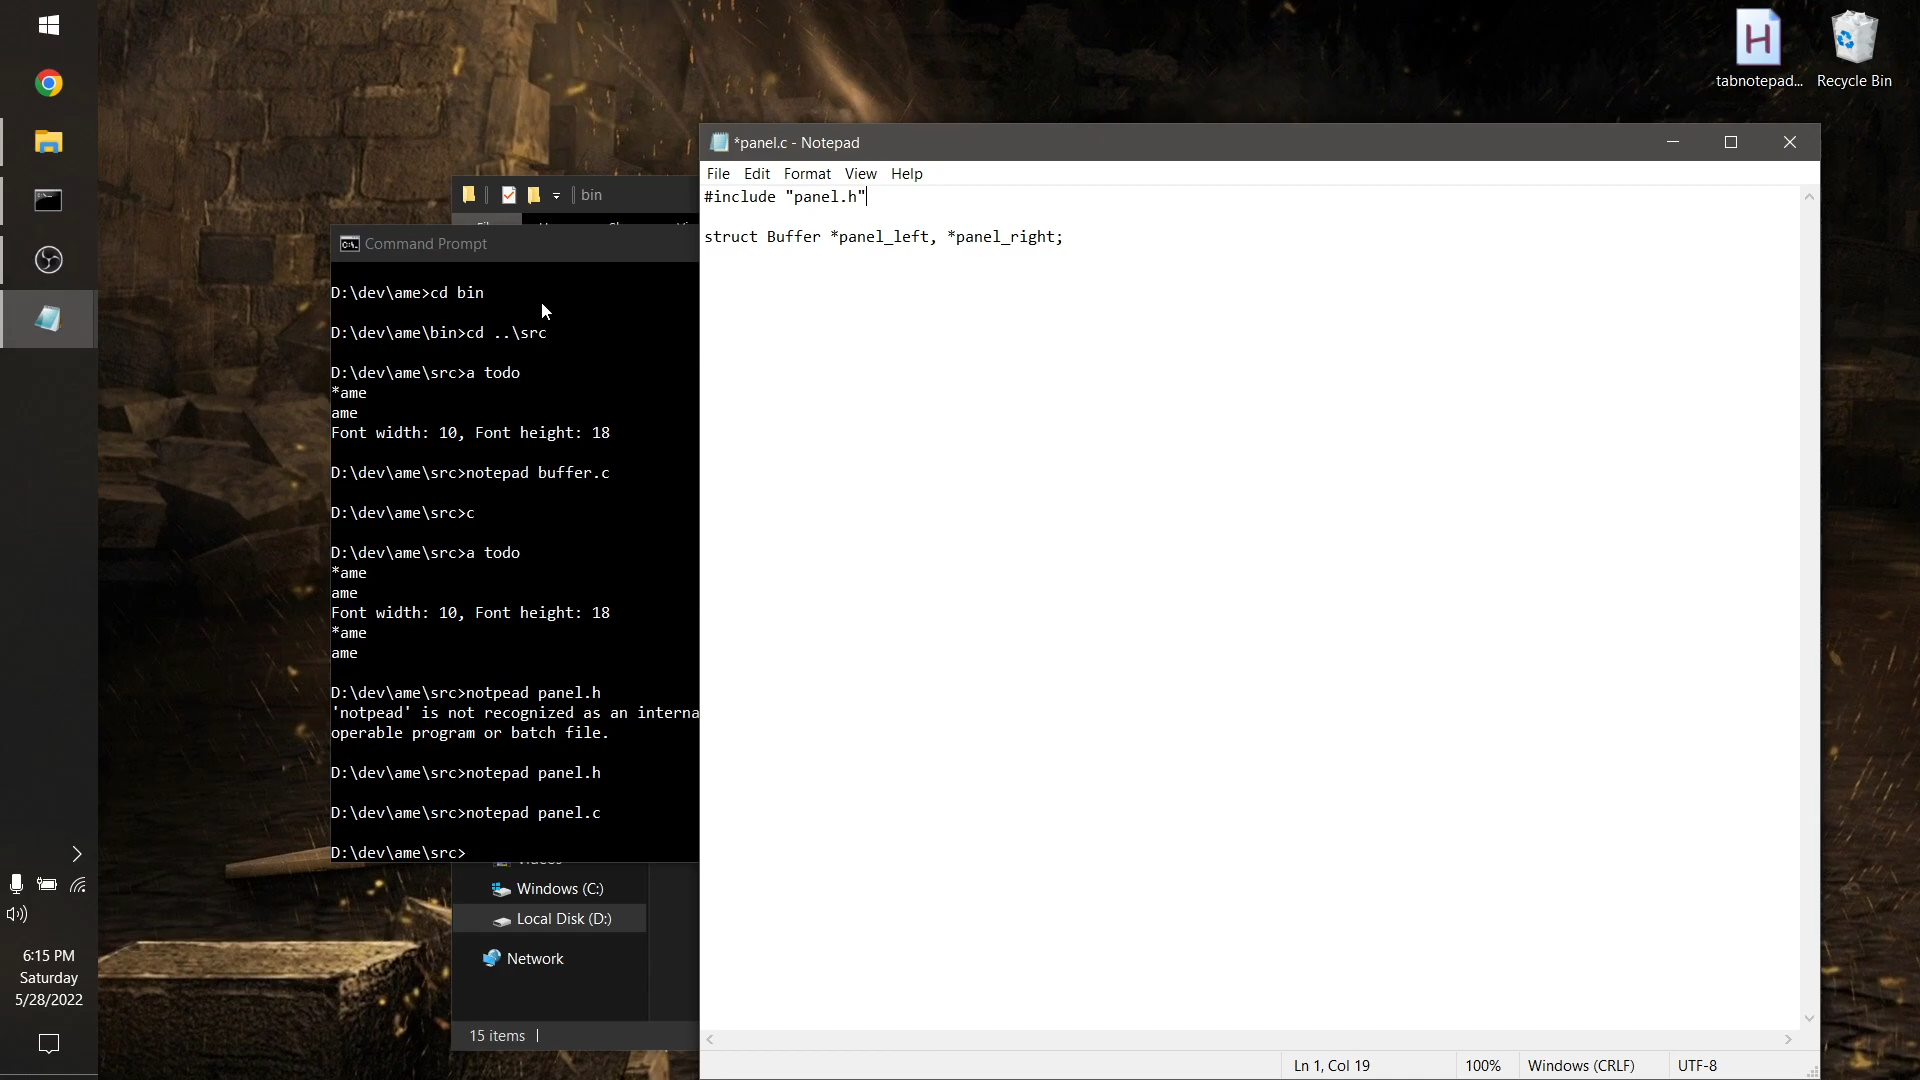 tabnotepad...
Recycle Bin
*panel.c - Notepad
File Edit Format View Help
#include "panel.h"
struct Buffer *panel_left, *panel_right;
Ln 1, Col 19
100%
Windows (CRLF)
UTF-8
bin
Command Prompt
D:\dev\ame>cd bin
D:\dev\ame\bin>cd ..\src
D:\dev\ame\src>a todo
*ame
ame
Font width: 10, Font height: 18
D:\dev\ame\src>notepad buffer.c
D:\dev\ame\src>c
D:\dev\ame\src>a todo
*ame
ame
Font width: 10, Font height: 18
*ame
ame
D:\dev\ame\src>notpead panel.h
'notpead' is not recognized as an interna
operable program or batch file.
D:\dev\ame\src>notepad panel.h
D:\dev\ame\src>notepad panel.c
D:\dev\ame\src>
Windows (C:)
Local Disk (D:)
Network
15 items
6:15 PM
Saturday
5/28/2022